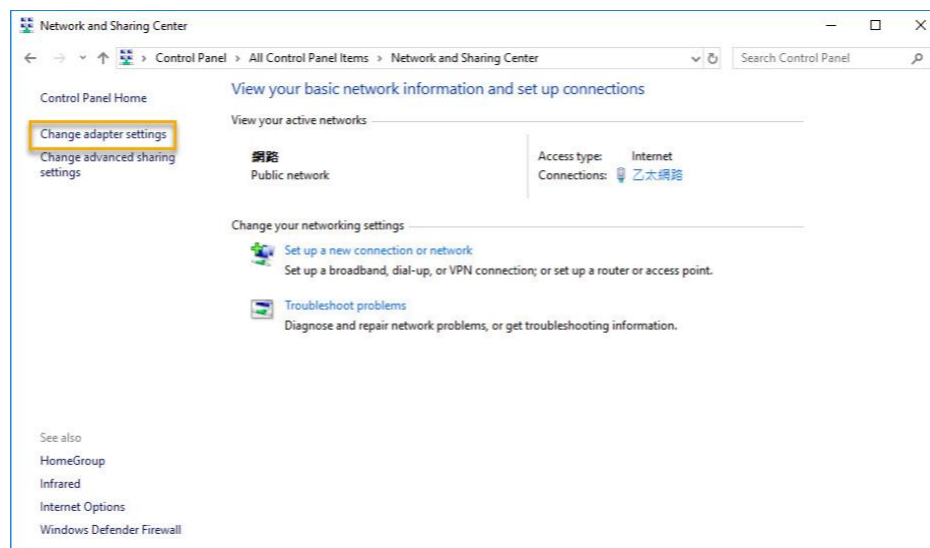 Network and Sharing Center
Control Panel > All Control Panel Items > Network and Sharing Center
Search Control Panel
Control Panel Home
Change adapter settings
Change advanced sharing
settings
View your basic network information and set up connections
View your active networks
網路
Public network
Access type: Internet
Connections: 乙太網路
Change your networking settings
Set up a new connection or network
Set up a broadband, dial-up, or VPN connection; or set up a router or access point.
Troubleshoot problems
Diagnose and repair network problems, or get troubleshooting information.
See also
HomeGroup
Infrared
Internet Options
Windows Defender Firewall